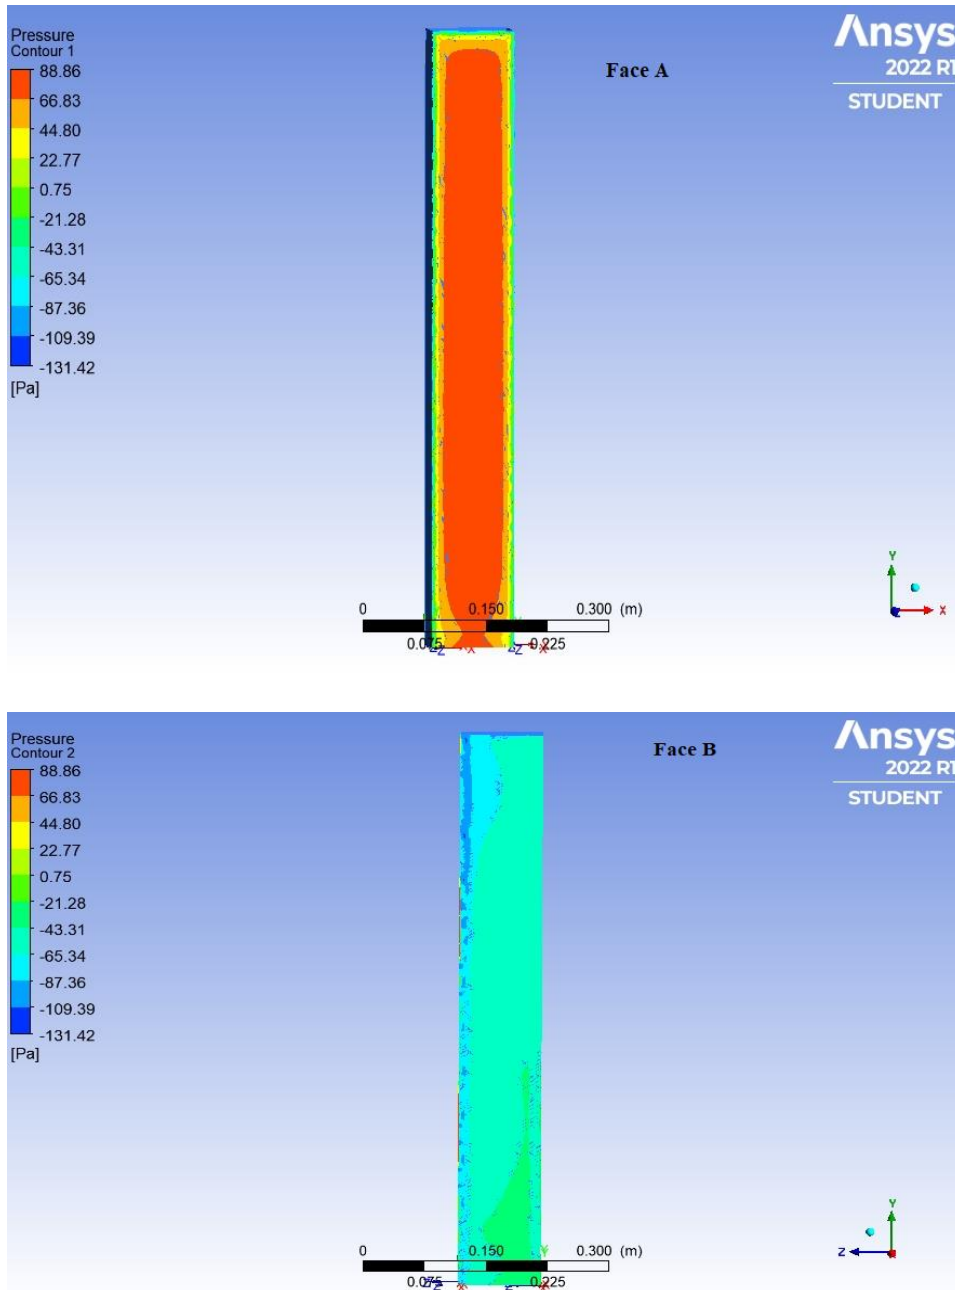 Pressure
Contour 1
88.86
66.83
44.80
22.77
0.75
-21.28
-43.31
-65.34
-87.36
-109.39
-131.42
[Pa]
Face A
Ansys
2022 R1
STUDENT
0 0.150 0.300 (m)
0.075 0.225
Z X Z X
Y
Z X
Pressure
Contour 2
88.86
66.83
44.80
22.77
0.75
-21.28
-43.31
-65.34
-87.36
-109.39
-131.42
[Pa]
Face B
Ansys
2022 R1
STUDENT
0 0.150 0.300 (m)
0.075 0.225
Y
Z